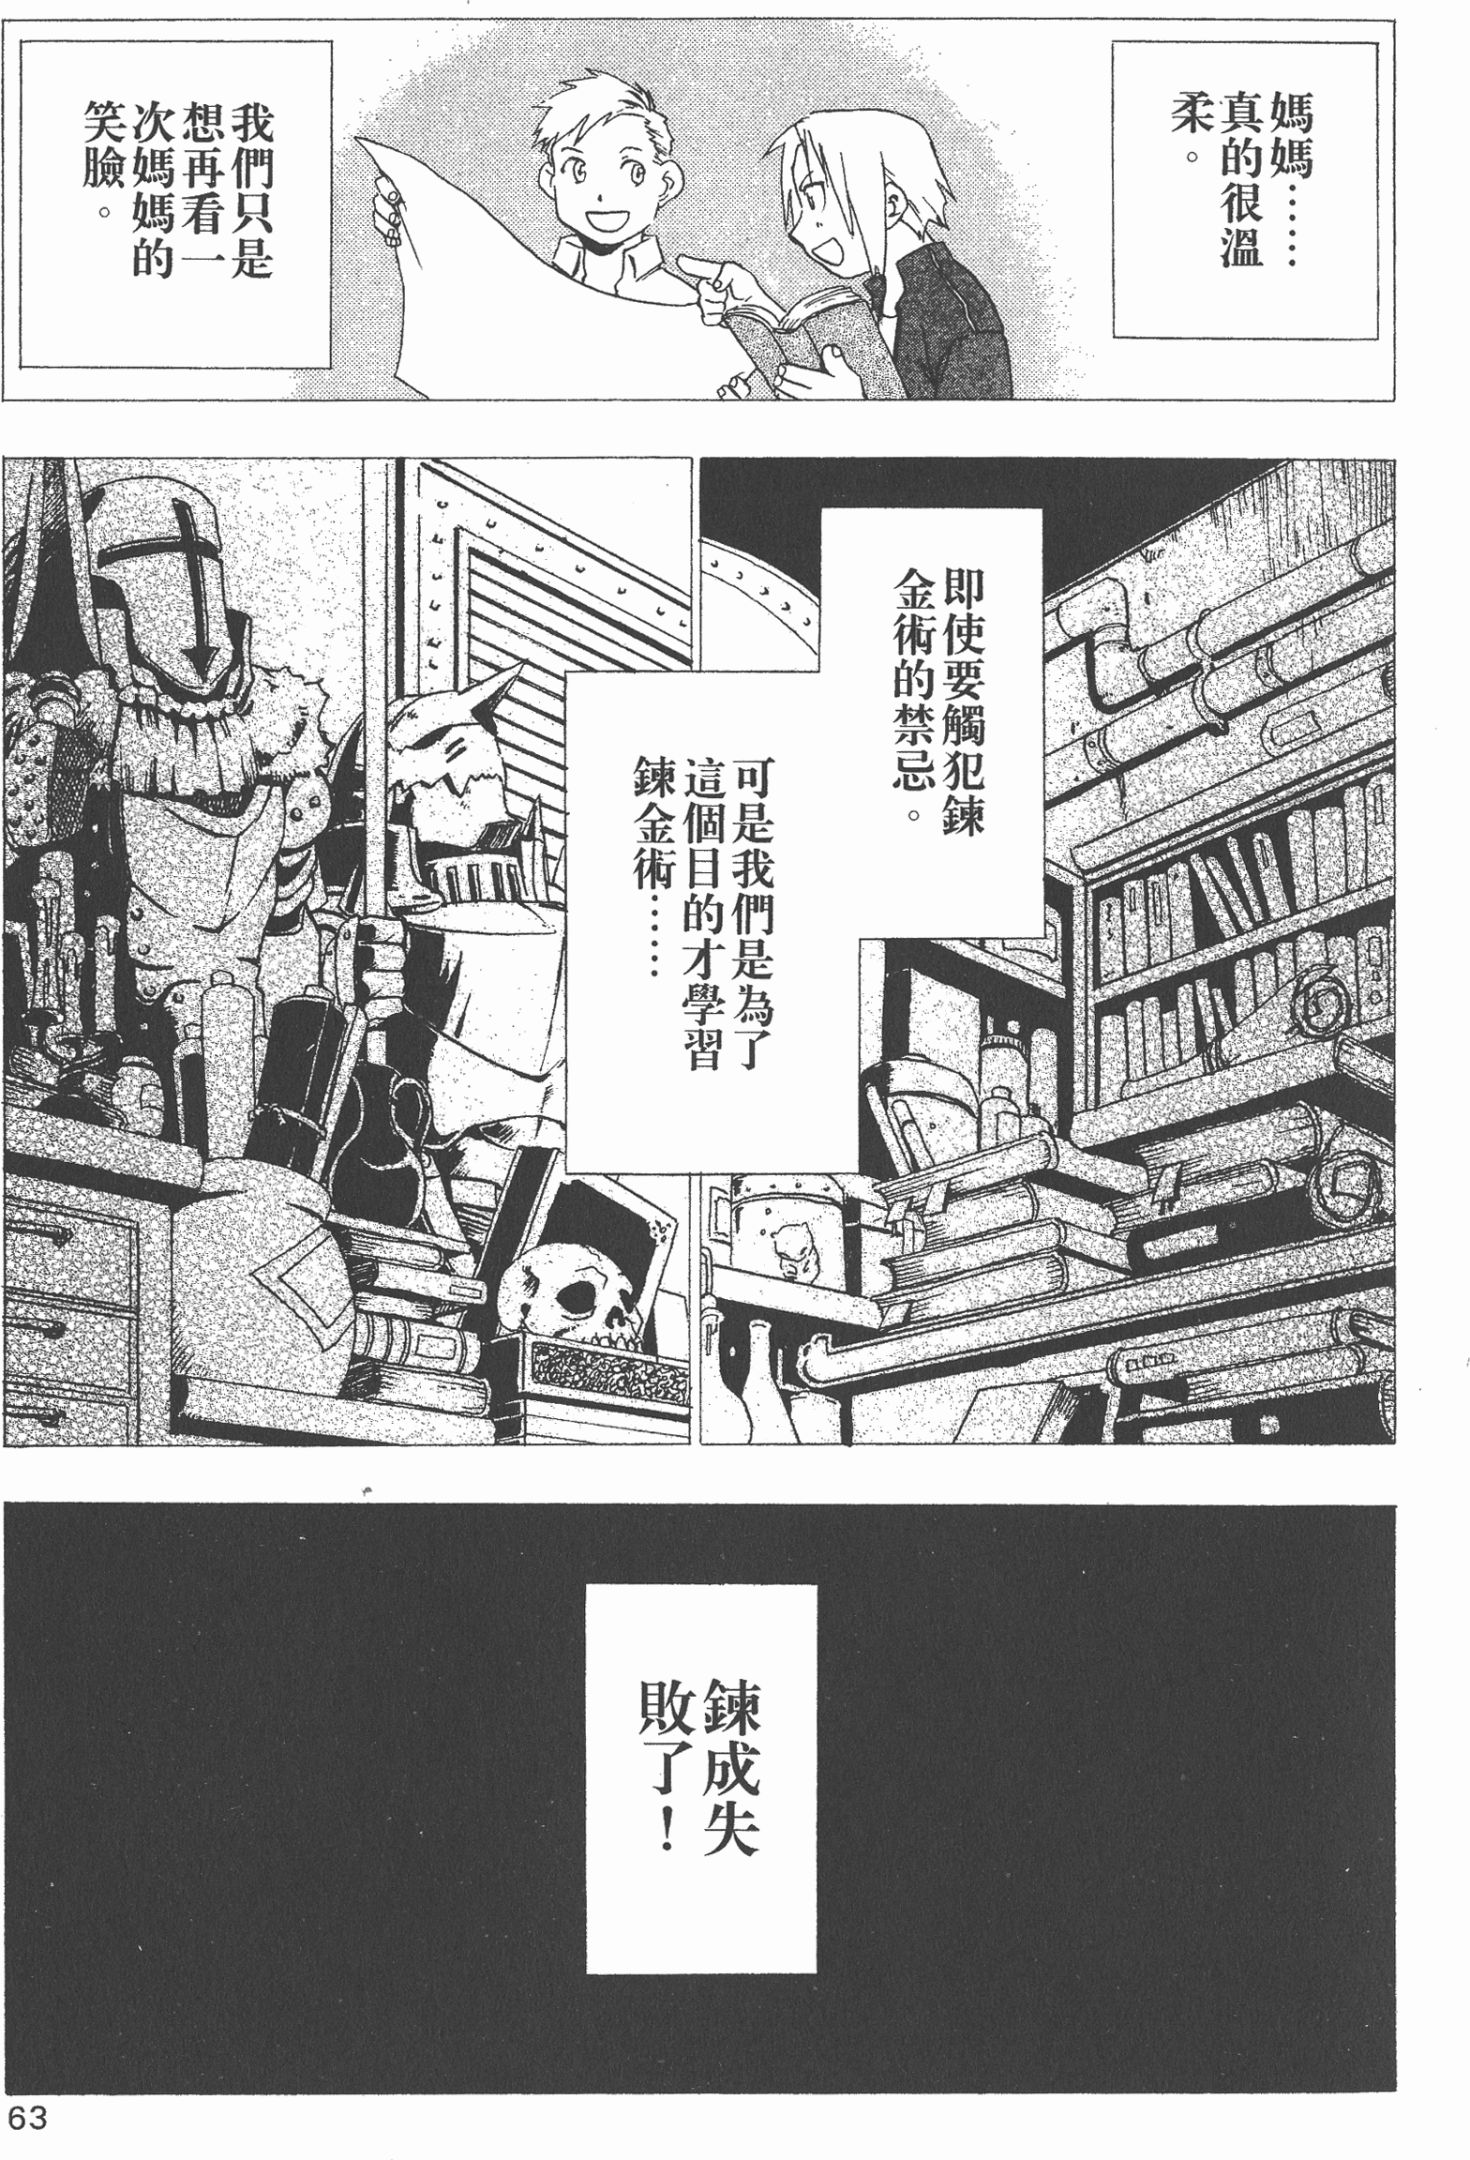 媽媽……
真的很溫
柔。
我們只是
想再看一
次媽媽的
笑臉。
即使要觸犯鍊
金術的禁忌。
可是我們是為了
這個目的才學習
鍊金術……
鍊成失
敗了！
63